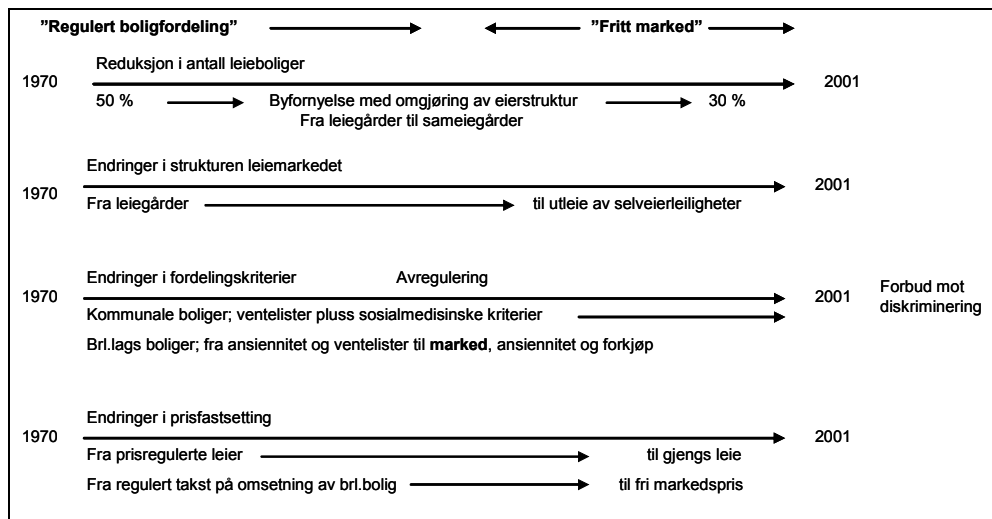 ”Regulert boligfordeling” ”Fritt marked”
Reduksjon i antall leieboliger
1970 2001
50 % Byfornyelse med omgjøring av eierstruktur 30 %
Fra leiegårder til sameiegårder
Endringer i strukturen leiemarkedet
1970 2001
Fra leiegårder til utleie av selveierleiligheter
Endringer i fordelingskriterier Avregulering
1970 2001 Forbud mot
diskriminering
Kommunale boliger; ventelister pluss sosialmedisinske kriterier
Brl.lags boliger; fra ansiennitet og ventelister til marked, ansiennitet og forkjøp
Endringer i prisfastsetting
1970 2001
Fra prisregulerte leier til gjengs leie
Fra regulert takst på omsetning av brl.bolig til fri markedspris